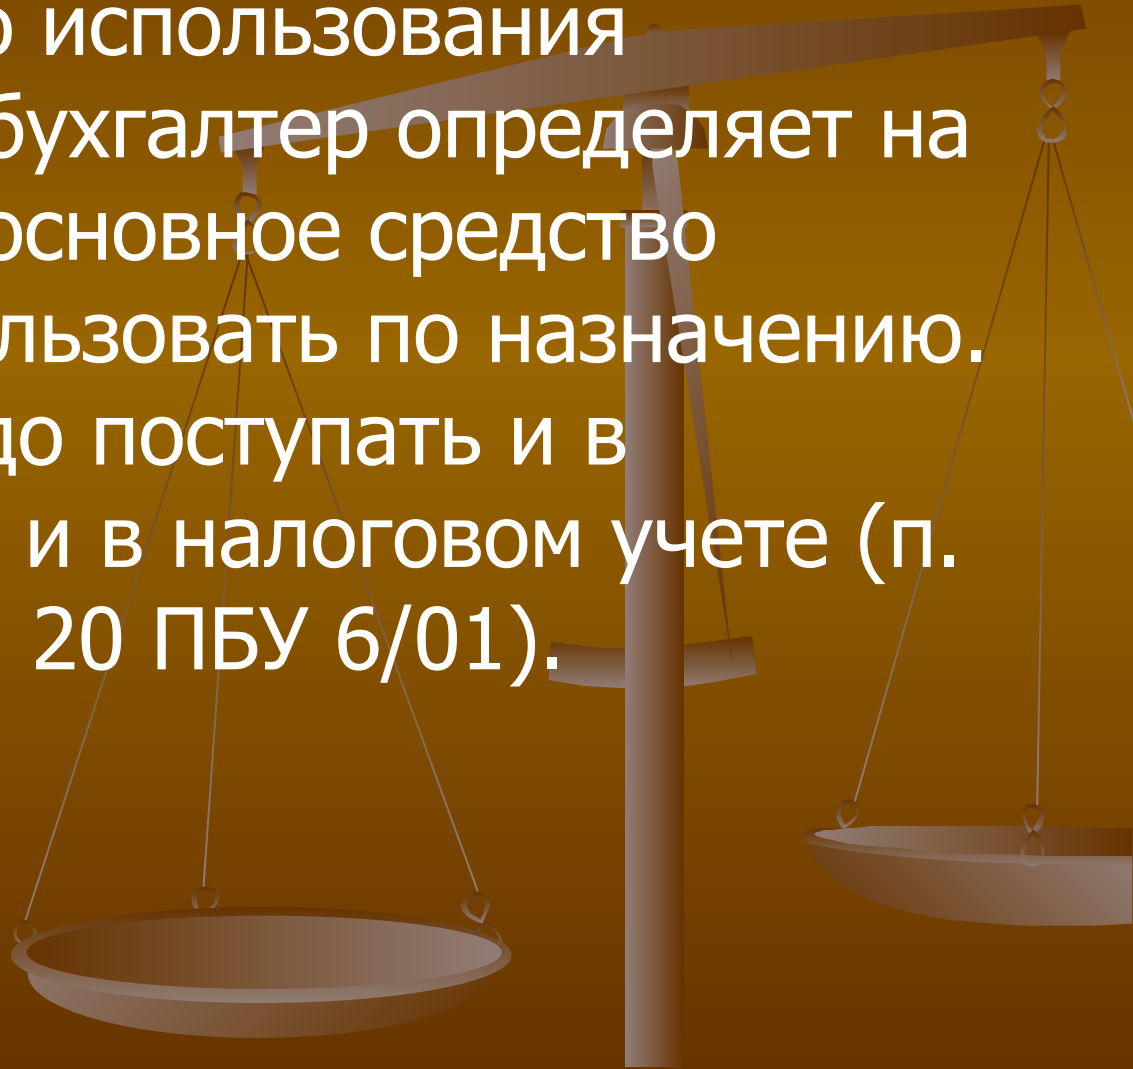 о использования
бухгалтер определяет на
основное средство
льзовать по назначению.
до поступать и в
и в налоговом учете (п.
20 ПБУ 6/01).